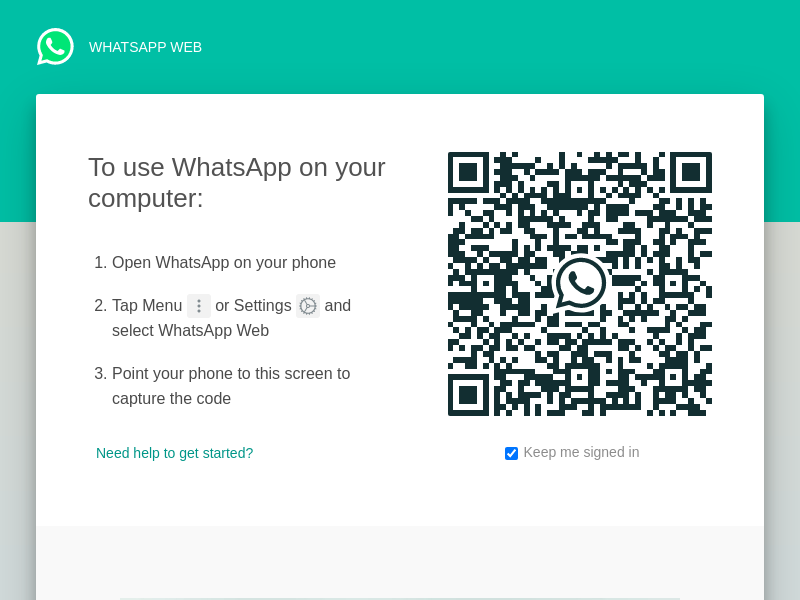 WHATSAPP WEB
To use WhatsApp on your
computer:
1. Open WhatsApp on your phone
2. Tap Menu or Settings and
select WhatsApp Web
3. Point your phone to this screen to
capture the code
Need help to get started?
Keep me signed in